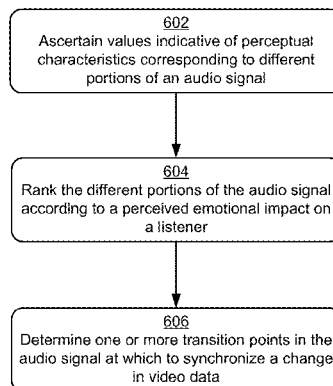 602
Ascertain values indicative of perceptual
characteristics corresponding to different
portions of an audio signal
604
Rank the different portions of the audio signal
according to a perceived emotional impact on
a listener
606
Determine one or more transition points in the
audio signal at which to synchronize a change
in video data